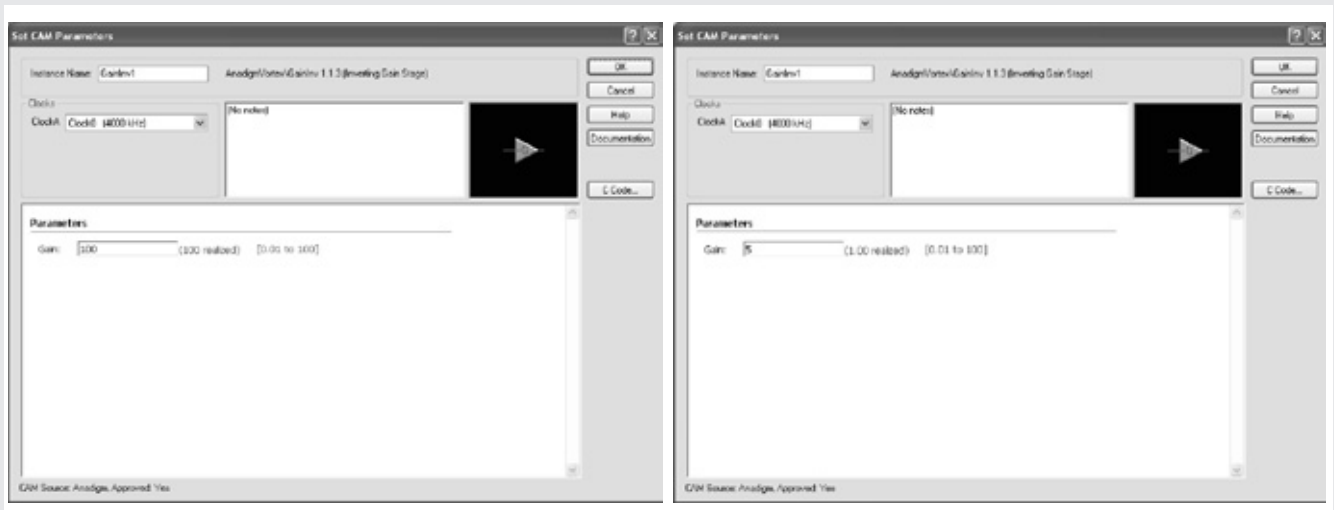 Set CAM Parameters
Instance Name: GainInv1 AnadigmVortex\GainInv 1.1.3 (Inverting Gain Stage)
OK
Cancel
Clocks
ClockA Clock0 (4000 kHz)
(No notes)
Help
Documentation
C Code...
Parameters
Gain: 100 (100 realized) [0.01 to 100]
CAM Source: Anadigm, Approved: Yes
Set CAM Parameters
Instance Name: GainInv1 AnadigmVortex\GainInv 1.1.3 (Inverting Gain Stage)
OK
Cancel
Clocks
ClockA Clock0 (4000 kHz)
(No notes)
Help
Documentation
C Code...
Parameters
Gain: 5 (1.00 realized) [0.01 to 100]
CAM Source: Anadigm, Approved: Yes